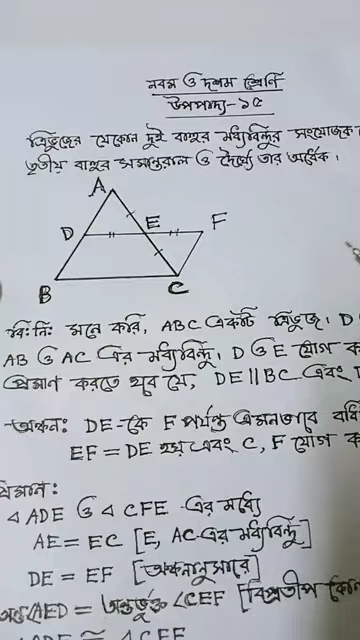 নবম ও দশম শ্রেণি
উপপাদ্য-১৫
ত্রিভুজের যেকোন দুই বাহুর মধ্যবিন্দুর সংযোজক
তৃতীয় বাহুর সমান্তরাল ও দৈর্ঘ্যে তার অর্ধেক।
A
D E F
B C
বি: নি: মনে করি, ABC একটি ত্রিভুজ। D
AB ও AC এর মধ্যবিন্দু। D ও E যোগ
প্রমাণ করতে হবে যে, DE || BC এবং
অঙ্কন: DE-কে F পর্যন্ত এমনভাবে
EF = DE হয় এবং C, F যোগ
প্রমাণ:
∆ ADE ও ∆ CFE -এর মধ্যে
AE = EC [E, AC-এর মধ্যবিন্দু]
DE = EF [অঙ্কনানুসারে]
∠AED = অন্তর্ভুক্ত ∠CEF [বিপ্রতীপ কোন
ADE ≅ ∆ CFE